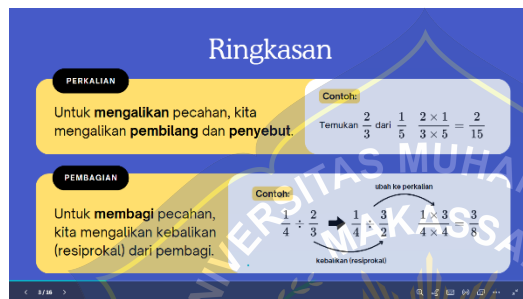 Ringkasan
PERKALIAN
Untuk mengalikan pecahan, kita
mengalikan pembilang dan penyebut.
Contoh:
Temukan 2/3 dari 1/5 2 × 1 / 3 × 5 = 2/15
PEMBAGIAN
Untuk membagi pecahan,
kita mengalikan kebalikan
(resiprokal) dari pembagi.
Contoh:
ubah ke perkalian
1/4 ÷ 2/3 → 1/4 ÷ 3/2 1 × 3 / 4 × 4 = 3/8
kebalikan (resiprokal)
UNIVERSITAS MUHA
MAKASSA
3/16